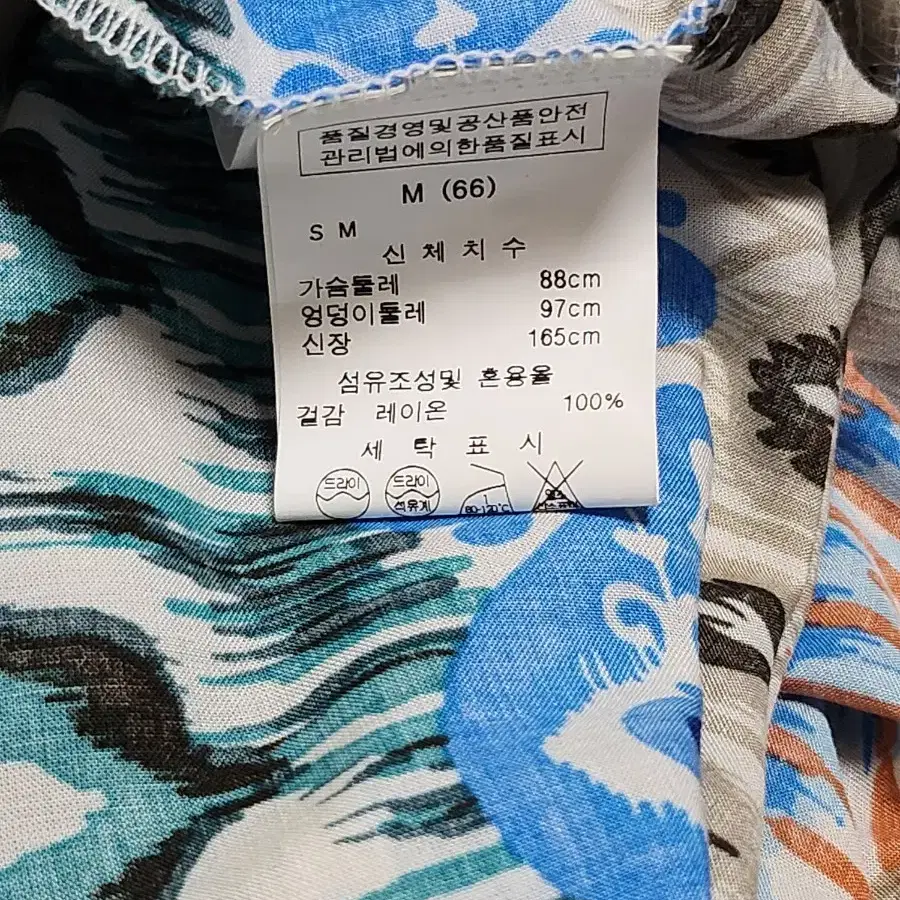 품질경영및공산품안전
관리법에의한품질표시
M (66)
S M
신 체 치 수
가슴둘레 88cm
엉덩이둘레 97cm
신장 165cm
섬유조성및 혼용율
겉감 레이온 100%
세 탁 표 시
드라이 드라이
석유계 80-120℃